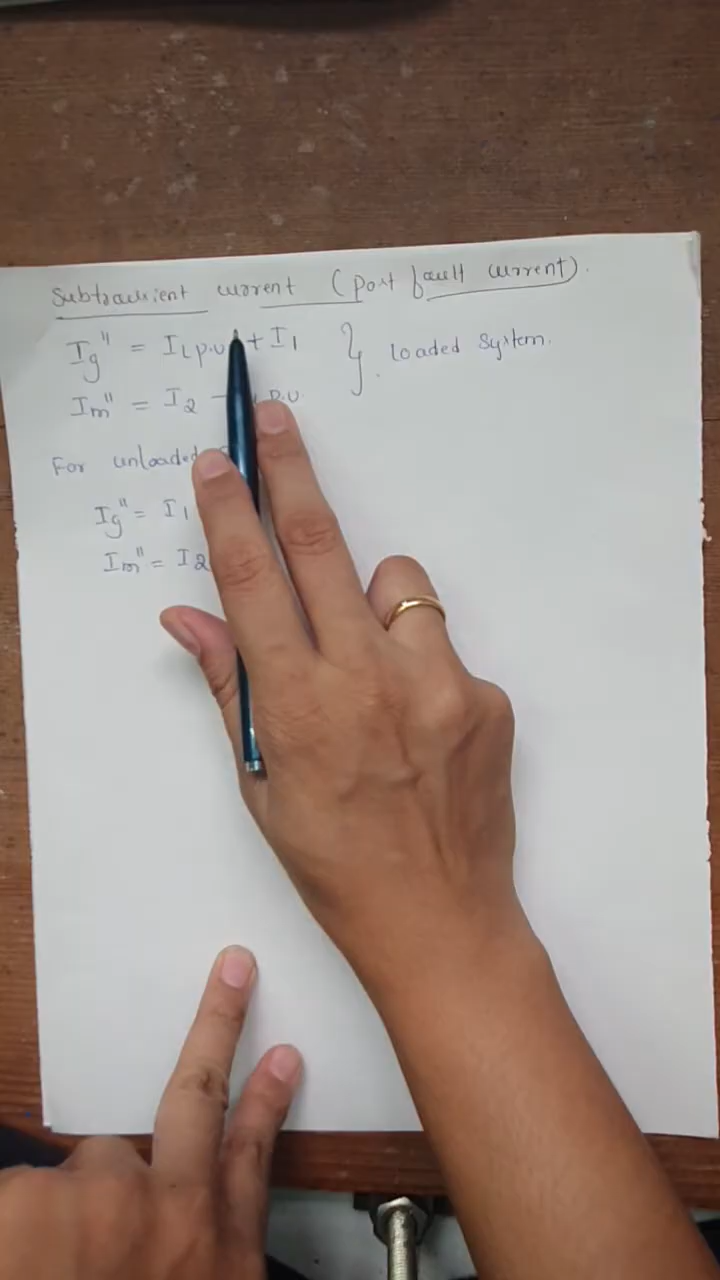 Subtransient current (post fault current).
Ig" = IL p.u + I1 } loaded system.
Im" = I2 - p.u.
For unloaded
Ig" = I1
Im" = I2